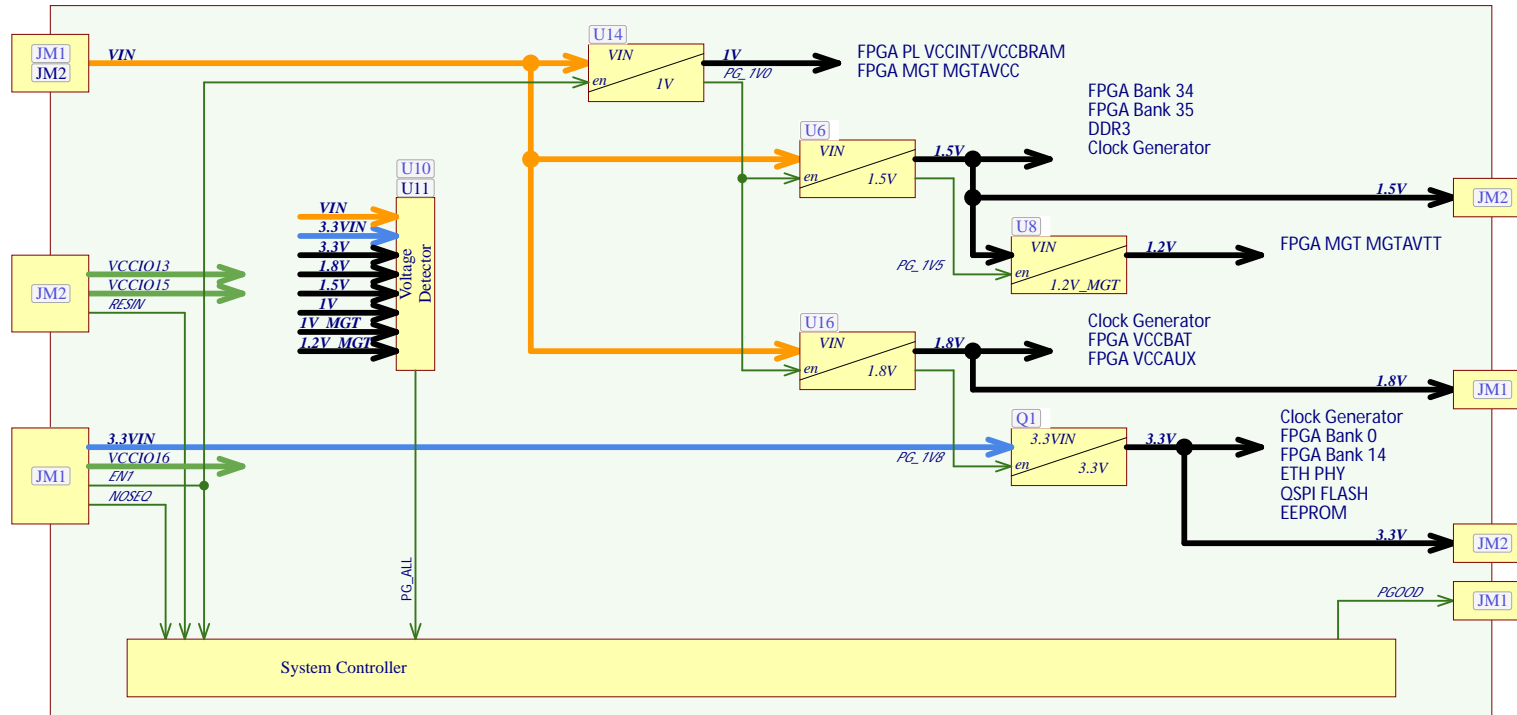 JM1
JM2
VIN
U14
VIN
en
1V
1V
PG_1V0
FPGA PL VCCINT/VCCBRAM
FPGA MGT MGTAVCC
FPGA Bank 34
FPGA Bank 35
DDR3
Clock Generator
U6
VIN
en
1.5V
1.5V
1.5V
JM2
U10
U11
Voltage
Detector
VIN
3.3VIN
3.3V
1.8V
1.5V
1V
1V_MGT
1.2V_MGT
JM2
VCCIO13
VCCIO15
RESIN
U8
VIN
en
1.2V_MGT
1.2V
PG_1V5
FPGA MGT MGTAVTT
U16
VIN
en
1.8V
1.8V
Clock Generator
FPGA VCCBAT
FPGA VCCAUX
1.8V
JM1
JM1
3.3VIN
VCCIO16
EN1
NOSEQ
Q1
3.3VIN
en
3.3V
3.3V
PG_1V8
Clock Generator
FPGA Bank 0
FPGA Bank 14
ETH PHY
QSPI FLASH
EEPROM
3.3V
JM2
PG_ALL
PGOOD
JM1
System Controller